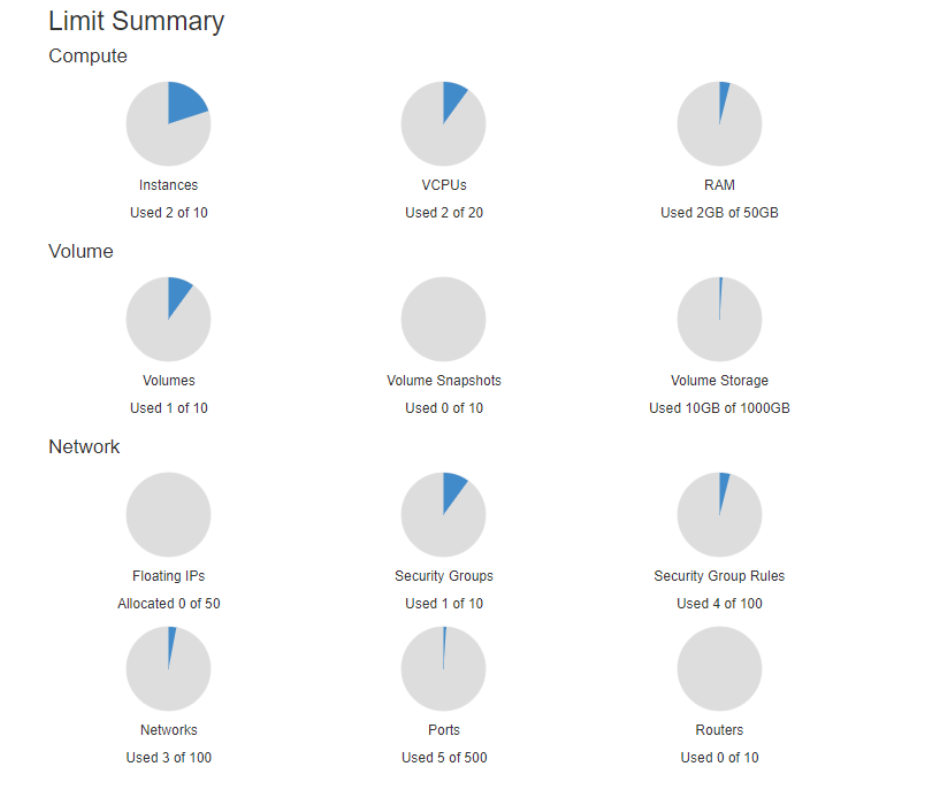 Limit Summary
Compute
Instances
Used 2 of 10
VCPUs
Used 2 of 20
RAM
Used 2GB of 50GB
Volume
Volumes
Used 1 of 10
Volume Snapshots
Used 0 of 10
Volume Storage
Used 10GB of 1000GB
Network
Floating IPs
Allocated 0 of 50
Security Groups
Used 1 of 10
Security Group Rules
Used 4 of 100
Networks
Used 3 of 100
Ports
Used 5 of 500
Routers
Used 0 of 10